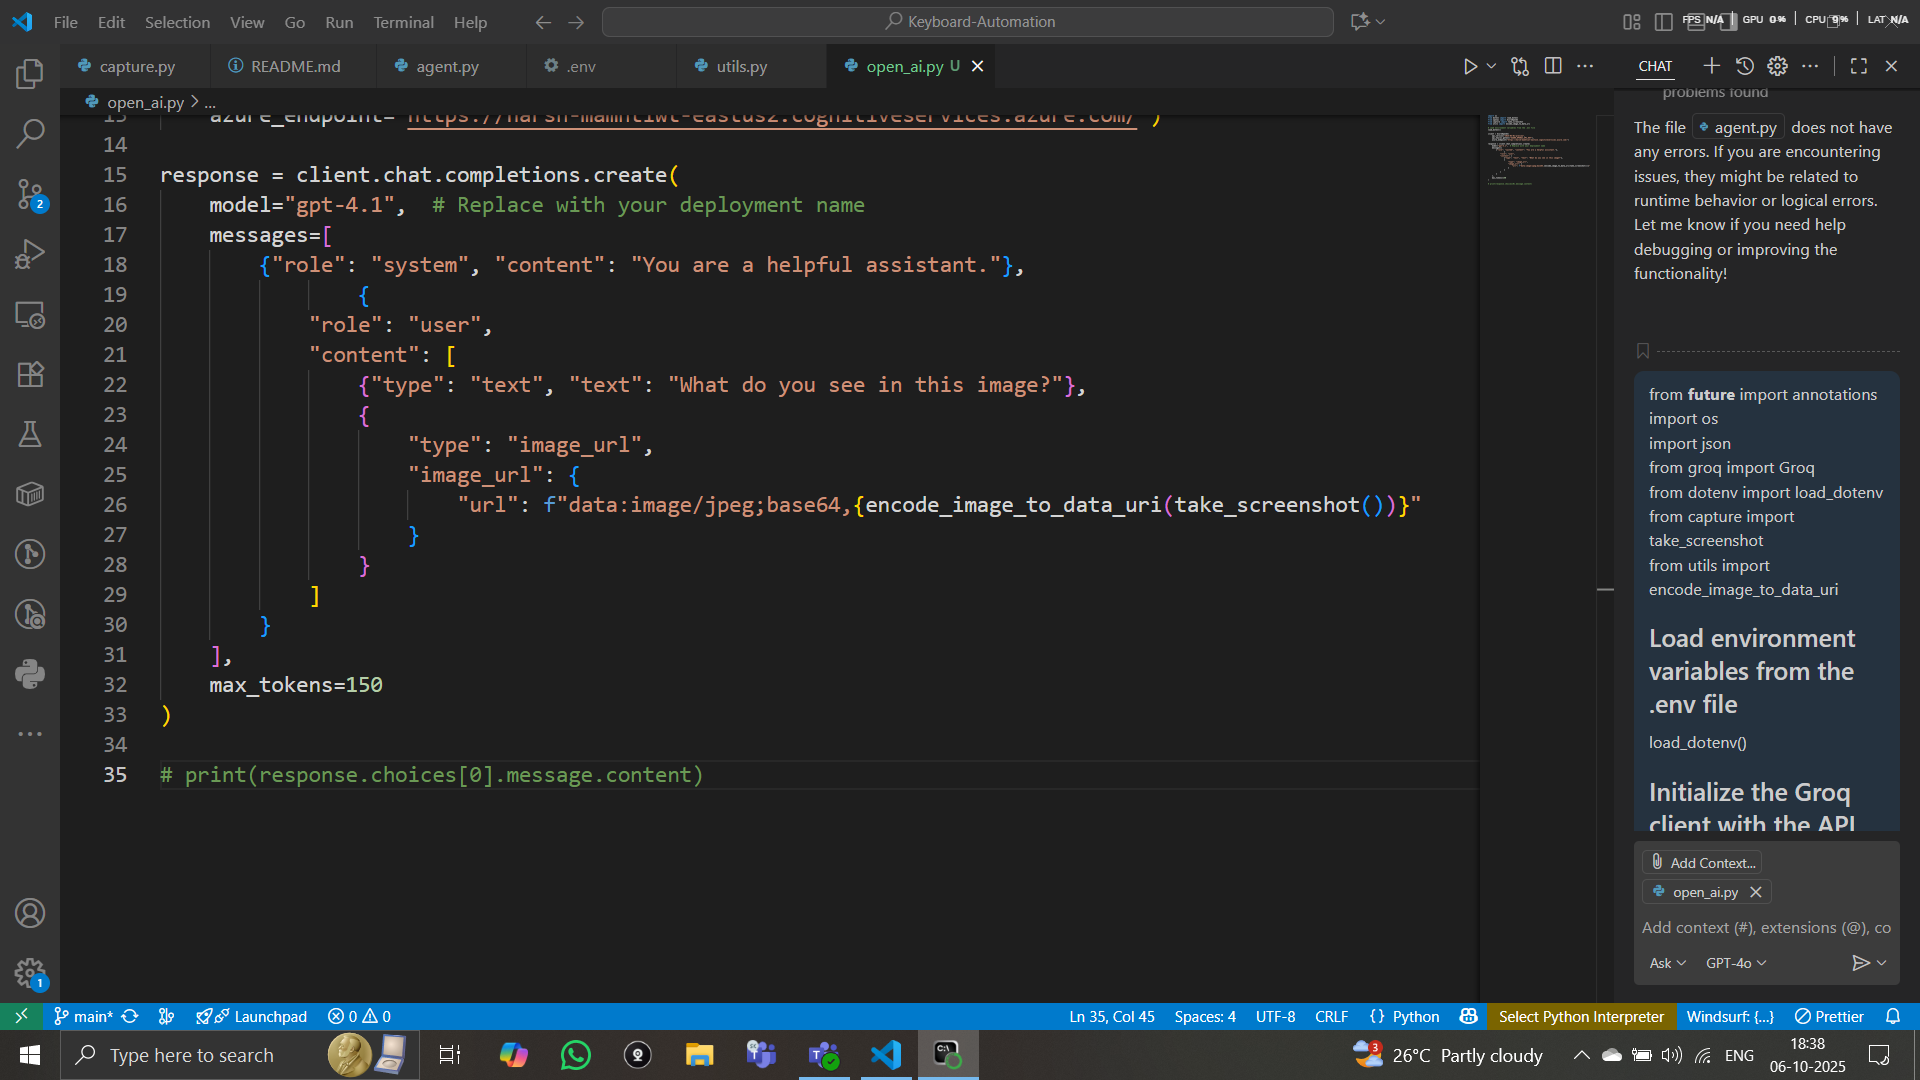 File Edit Selection View Go Run Terminal Help
Keyboard-Automation
FPS N/A GPU 0% CPU 9% LAT N/A
capture.py
README.md
agent.py
.env
utils.py
open_ai.py U
open_ai.py > ...
azure_endpoint="https://harsh-mamntiwt-eastus2.cognitiveservices.azure.com/")
14
15 response = client.chat.completions.create(
16 model="gpt-4.1",  # Replace with your deployment name
17 messages=[
18 {"role": "system", "content": "You are a helpful assistant."},
19 {
20 "role": "user",
21 "content": [
22 {"type": "text", "text": "What do you see in this image?"},
23 {
24 "type": "image_url",
25 "image_url": {
26 "url": f"data:image/jpeg;base64,{encode_image_to_data_uri(take_screenshot())}"
27 }
28 }
29 ]
30 }
31 ],
32 max_tokens=150
33 )
34
35 # print(response.choices[0].message.content)
CHAT
problems found
The file agent.py does not have
any errors. If you are encountering
issues, they might be related to
runtime behavior or logical errors.
Let me know if you need help
debugging or improving the
functionality!
from future import annotations
import os
import json
from groq import Groq
from dotenv import load_dotenv
from capture import
take_screenshot
from utils import
encode_image_to_data_uri
Load environment
variables from the
.env file
load_dotenv()
Initialize the Groq
client with the API
Add Context...
open_ai.py
Add context (#), extensions (@), co
Ask GPT-4o
2
1
main* Launchpad 0 0
Ln 35, Col 45 Spaces: 4 UTF-8 CRLF {} Python Select Python Interpreter Windsurf: {...} Prettier
Type here to search
3
26°C Partly cloudy
ENG
18:38
06-10-2025